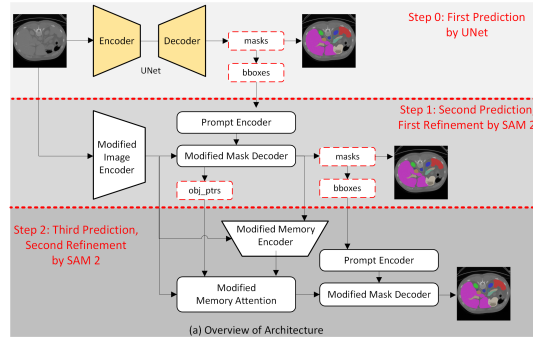 Step 0: First Prediction
by UNet
Encoder
Decoder
masks
UNet
bboxes
Step 1: Second Prediction,
First Refinement by SAM 2
Prompt Encoder
Modified
Image
Encoder
Modified Mask Decoder
masks
obj_ptrs
bboxes
Step 2: Third Prediction,
Second Refinement
by SAM 2
Modified Memory
Encoder
Prompt Encoder
Modified
Memory Attention
Modified Mask Decoder
(a) Overview of Architecture